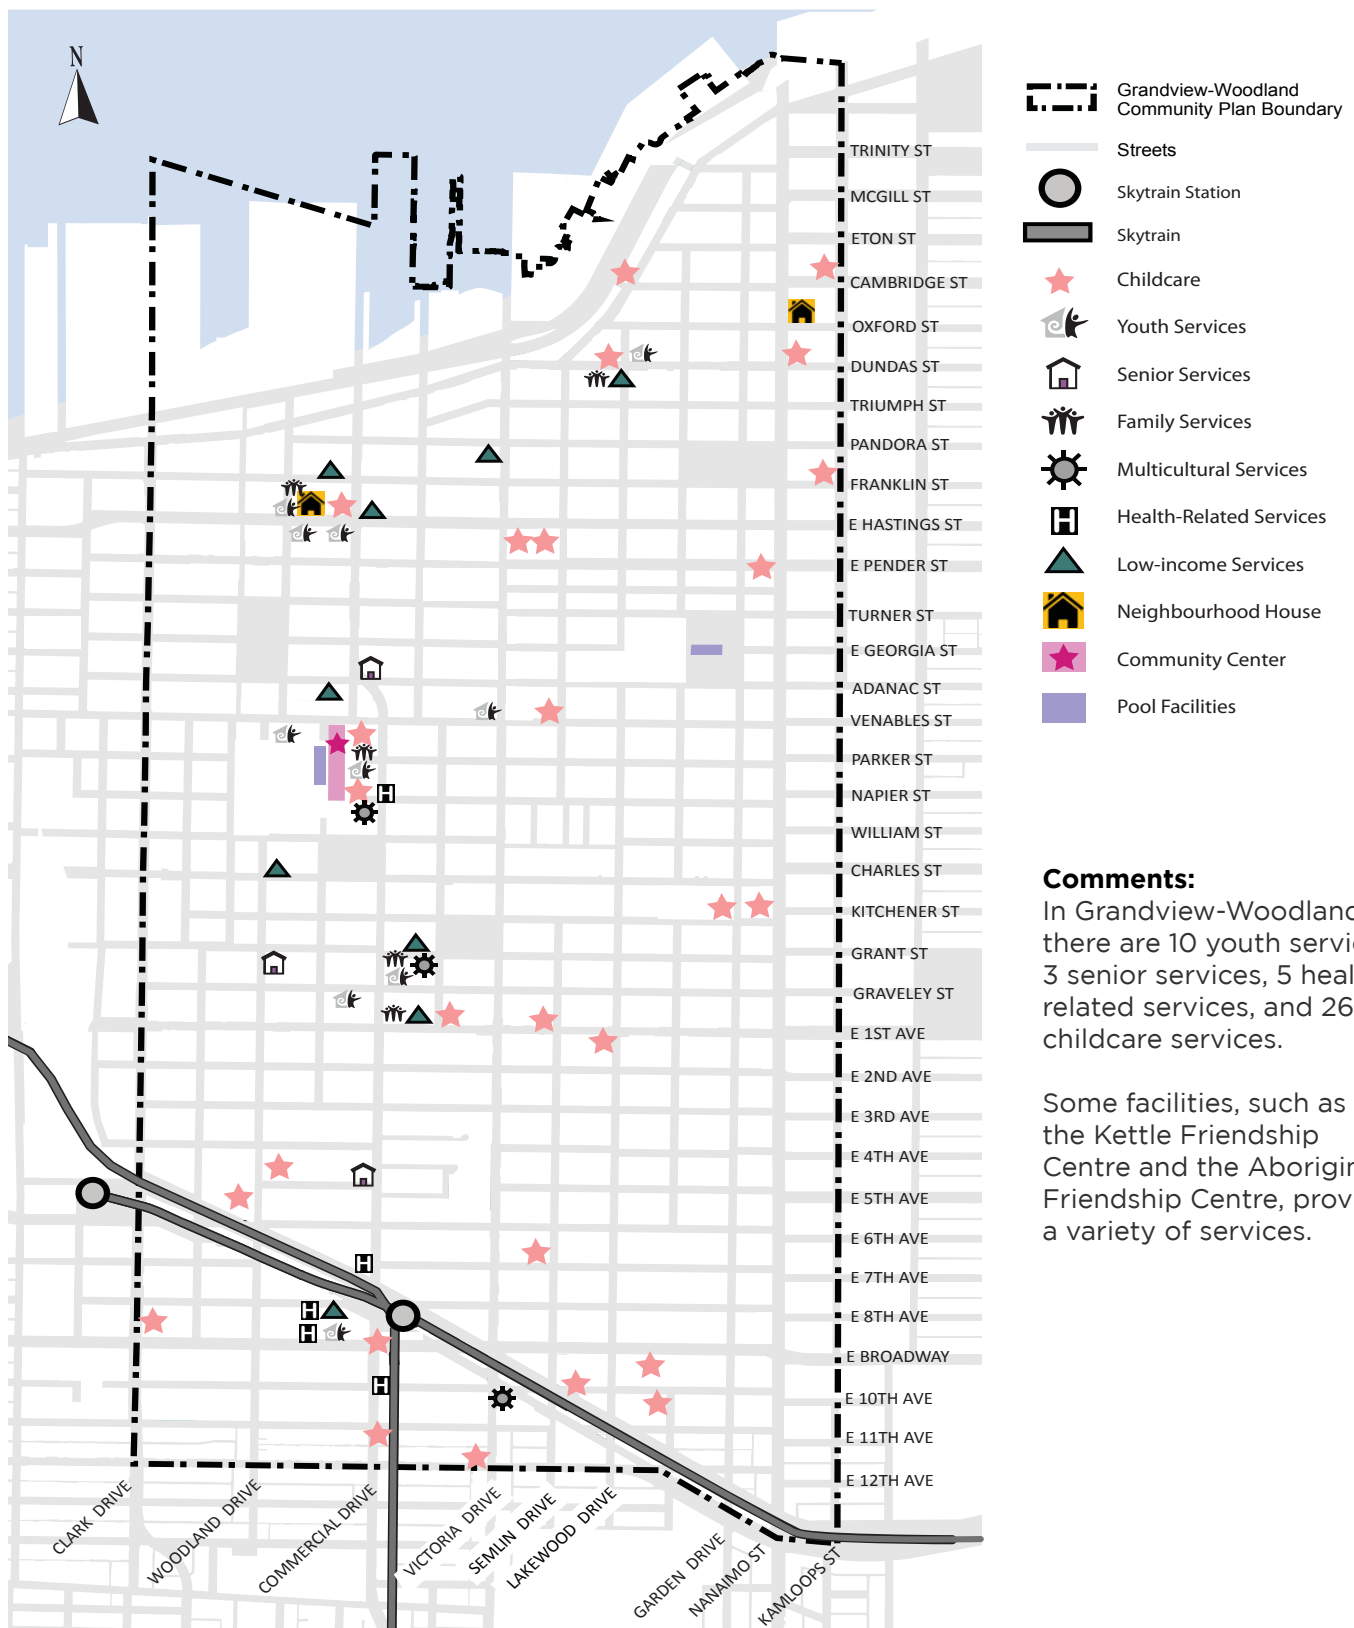 N
TRINITY ST
MCGILL ST
ETON ST
CAMBRIDGE ST
OXFORD ST
DUNDAS ST
TRIUMPH ST
PANDORA ST
FRANKLIN ST
E HASTINGS ST
E PENDER ST
TURNER ST
E GEORGIA ST
ADANAC ST
VENABLES ST
PARKER ST
NAPIER ST
WILLIAM ST
CHARLES ST
KITCHENER ST
GRANT ST
GRAVELEY ST
E 1ST AVE
E 2ND AVE
E 3RD AVE
E 4TH AVE
E 5TH AVE
E 6TH AVE
E 7TH AVE
E 8TH AVE
E BROADWAY
E 10TH AVE
E 11TH AVE
E 12TH AVE
CLARK DRIVE
WOODLAND DRIVE
COMMERCIAL DRIVE
VICTORIA DRIVE
SEMLIN DRIVE
LAKEWOOD DRIVE
GARDEN DRIVE
NANAIMO ST
KAMLOOPS ST
H
H
H
H
H
Grandview-Woodland
Community Plan Boundary
Streets
Skytrain Station
Skytrain
Childcare
Youth Services
Senior Services
Family Services
Multicultural Services
H Health-Related Services
Low-income Services
Neighbourhood House
Community Center
Pool Facilities
Comments:
In Grandview-Woodland
there are 10 youth servi
3 senior services, 5 heal
related services, and 26
childcare services.
Some facilities, such as
the Kettle Friendship
Centre and the Aborigin
Friendship Centre, prov
a variety of services.